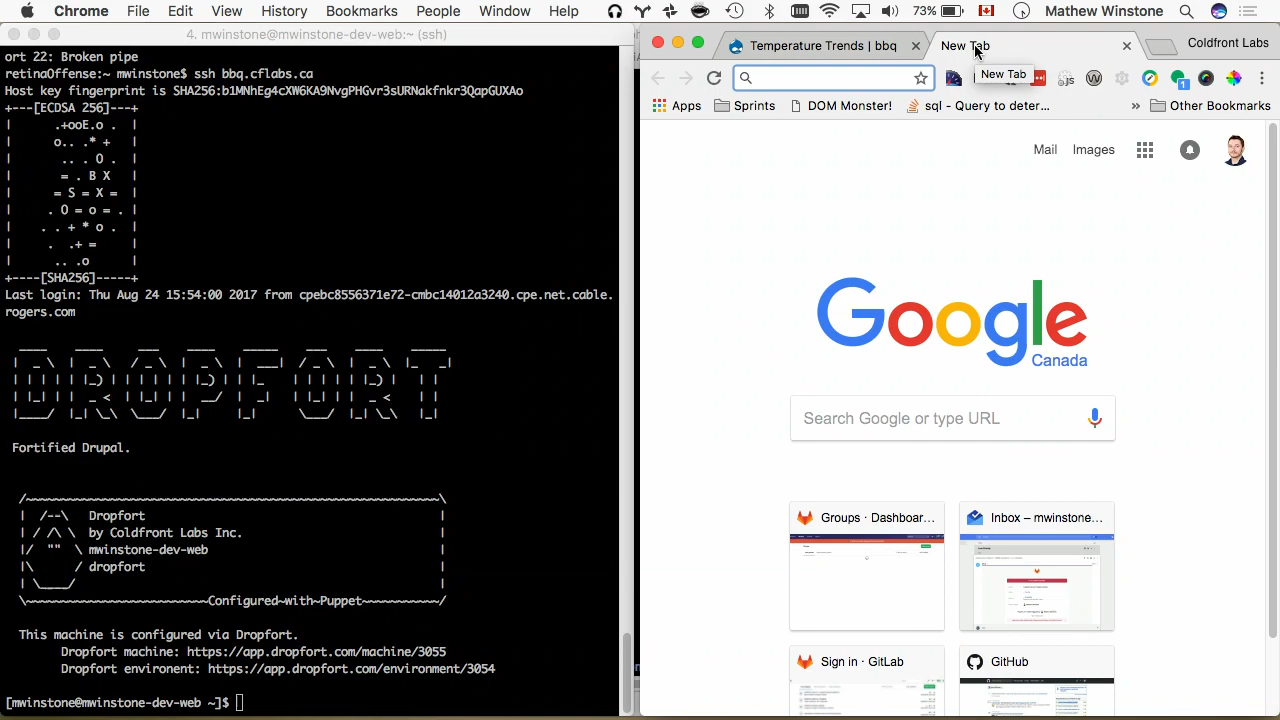 Chrome File Edit View History Bookmarks People Window Help 73% Mathew Winstone
4. mwinstone@mwinstone-dev-web:~ (ssh)
ort 22: Broken pipe
retinaOffense:~ mwinstone$ ssh bbq.cflabs.ca
Host key fingerprint is SHA256:b1MNhEg4cXW6KA9NvgPHGvr3sURNakfnkr3QapGUXAo
+---[ECDSA 256]---+
| .+ooE.o . |
| o.. .* + |
| .. . O . |
| = . B X |
| = S = X = |
| . O = o = . |
| . . + * o . |
| . .+ = |
| .. .o |
+----[SHA256]-----+
Last login: Thu Aug 24 15:54:00 2017 from cpebc8556371e72-cmbc14012a3240.cpe.net.cable.
rogers.com
DROPFORT
Fortified Drupal.
Dropfort
by Coldfront Labs Inc.
mwinstone-dev-web
dropfort
Configured~with~Puppet
This machine is configured via Dropfort.
Dropfort machine: https://app.dropfort.com/machine/3055
Dropfort environent: https://app.dropfort.com/environment/3054
[mwinstone@mwinstone-dev-web ~]$
Temperature Trends | bbq
New Tab
Coldfront Labs
New Tab
Apps Sprints DOM Monster! sql - Query to deter... » Other Bookmarks
Mail Images
Google
Canada
Search Google or type URL
Groups · Dashboar...
Inbox – mwinstone...
Sign in · GitLab
GitHub